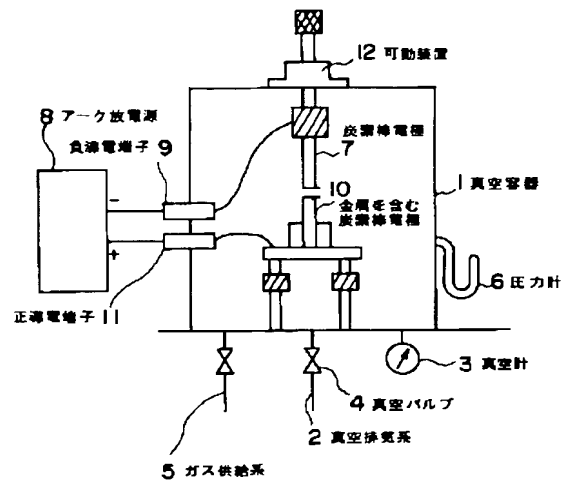 12 可動装置
8 アーク放電源
負導電端子 9
炭素棒電極
7
10
1 真空容器
金属を含む
炭素棒電極
−
+
6 圧力計
正導電端子 11
3 真空計
4 真空バルブ
2 真空排気系
5 ガス供給系